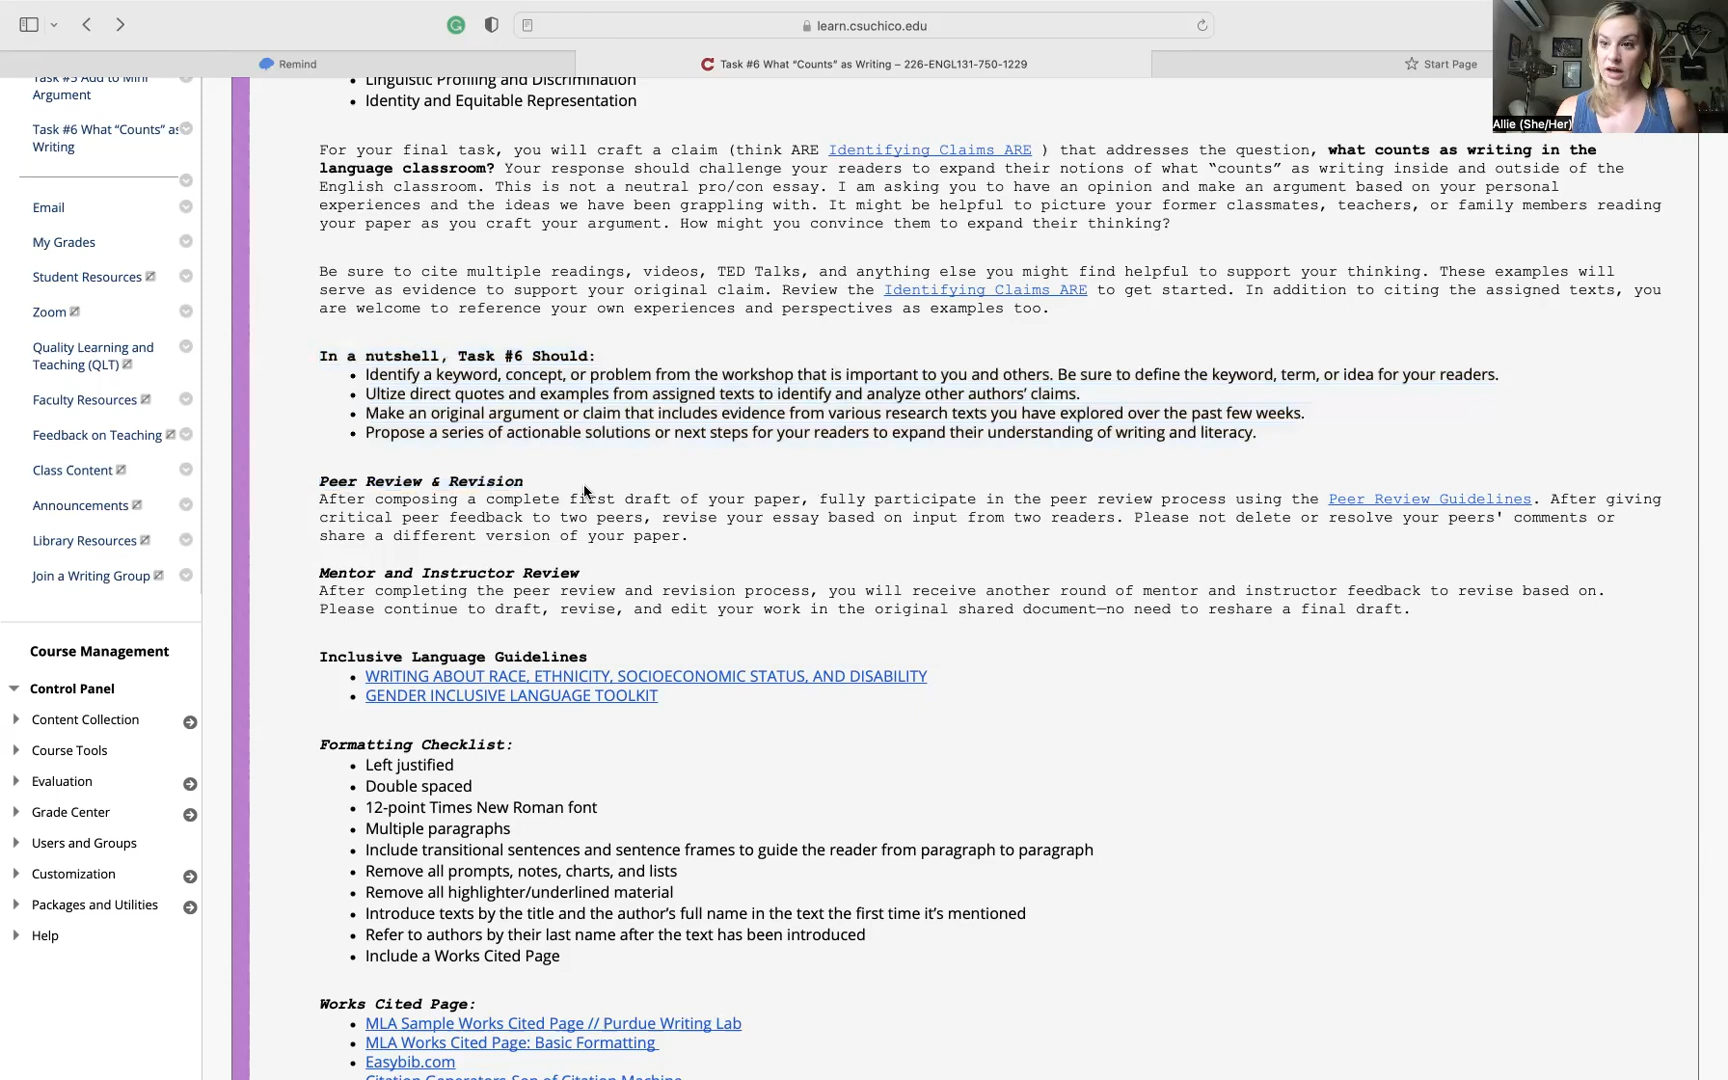 learn.csuchico.edu
Remind
Task #6 What “Counts” as Writing – 226-ENGL131-750-1229
Start Page
Allie (She/Her)
Task #5 Add to Mini
Argument
Task #6 What “Counts” as
Writing
Email
My Grades
Student Resources
Zoom
Quality Learning and
Teaching (QLT)
Faculty Resources
Feedback on Teaching
Class Content
Announcements
Library Resources
Join a Writing Group
Course Management
Control Panel
Content Collection
Course Tools
Evaluation
Grade Center
Users and Groups
Customization
Packages and Utilities
Help
Linguistic Profiling and Discrimination
Identity and Equitable Representation
For your final task, you will craft a claim (think ARE Identifying Claims ARE ) that addresses the question, what counts as writing in the
language classroom? Your response should challenge your readers to expand their notions of what “counts” as writing inside and outside of the
English classroom. This is not a neutral pro/con essay. I am asking you to have an opinion and make an argument based on your personal
experiences and the ideas we have been grappling with. It might be helpful to picture your former classmates, teachers, or family members reading
your paper as you craft your argument. How might you convince them to expand their thinking?
Be sure to cite multiple readings, videos, TED Talks, and anything else you might find helpful to support your thinking. These examples will
serve as evidence to support your original claim. Review the Identifying Claims ARE to get started. In addition to citing the assigned texts, you
are welcome to reference your own experiences and perspectives as examples too.
In a nutshell, Task #6 Should:
Identify a keyword, concept, or problem from the workshop that is important to you and others. Be sure to define the keyword, term, or idea for your readers.
Ultize direct quotes and examples from assigned texts to identify and analyze other authors’ claims.
Make an original argument or claim that includes evidence from various research texts you have explored over the past few weeks.
Propose a series of actionable solutions or next steps for your readers to expand their understanding of writing and literacy.
Peer Review & Revision
After composing a complete first draft of your paper, fully participate in the peer review process using the Peer Review Guidelines. After giving
critical peer feedback to two peers, revise your essay based on input from two readers. Please not delete or resolve your peers' comments or
share a different version of your paper.
Mentor and Instructor Review
After completing the peer review and revision process, you will receive another round of mentor and instructor feedback to revise based on.
Please continue to draft, revise, and edit your work in the original shared document—no need to reshare a final draft.
Inclusive Language Guidelines
WRITING ABOUT RACE, ETHNICITY, SOCIOECONOMIC STATUS, AND DISABILITY
GENDER INCLUSIVE LANGUAGE TOOLKIT
Formatting Checklist:
Left justified
Double spaced
12-point Times New Roman font
Multiple paragraphs
Include transitional sentences and sentence frames to guide the reader from paragraph to paragraph
Remove all prompts, notes, charts, and lists
Remove all highlighter/underlined material
Introduce texts by the title and the author’s full name in the text the first time it’s mentioned
Refer to authors by their last name after the text has been introduced
Include a Works Cited Page
Works Cited Page:
MLA Sample Works Cited Page // Purdue Writing Lab
MLA Works Cited Page: Basic Formatting
Easybib.com
Citation Generators Son of Citation Machine